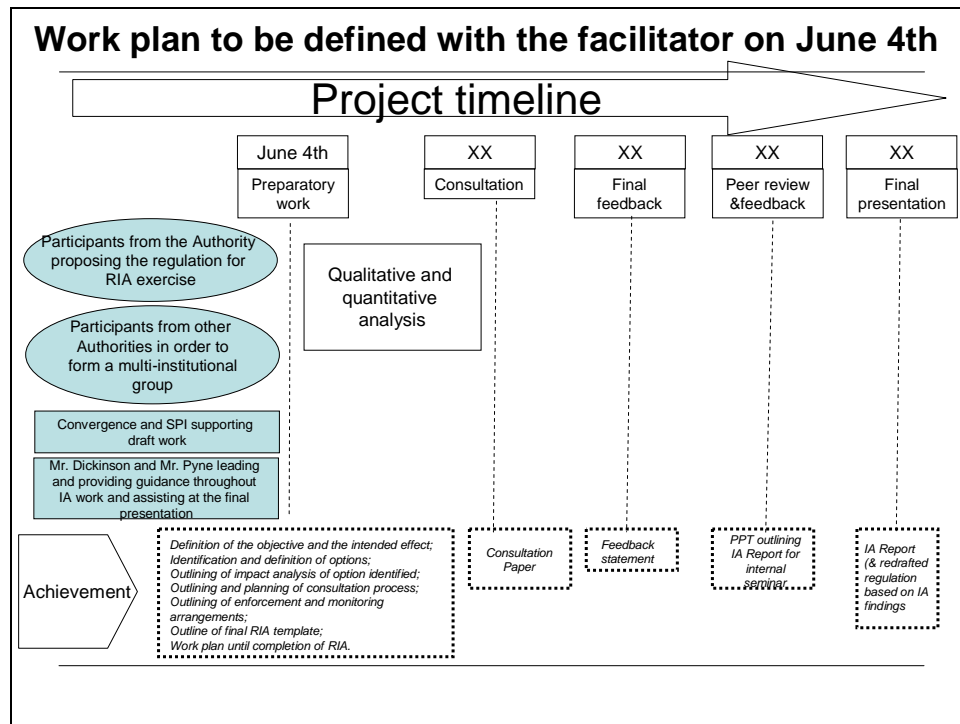 Work plan to be defined with the facilitator on June 4th
Project timeline
June 4th
XX
XX
XX
XX
Preparatory
work
Consultation
Final
feedback
Peer review
&feedback
Final
presentation
Participants from the Authority
proposing the regulation for
RIA exercise
Qualitative and
quantitative
analysis
Participants from other
Authorities in order to
form a multi-institutional
group
Convergence and SPI supporting
draft work
Mr. Dickinson and Mr. Pyne leading
and providing guidance throughout
IA work and assisting at the final
presentation
Achievement
Definition of the objective and the intended effect;
Identification and definition of options;
Outlining of impact analysis of option identified;
Outlining and planning of consultation process;
Outlining of enforcement and monitoring
arrangements;
Outline of final RIA template;
Work plan until completion of RIA.
Consultation
Paper
Feedback
statement
PPT outlining
IA Report for
internal
seminar
IA Report
(& redrafted
regulation
based on IA
findings